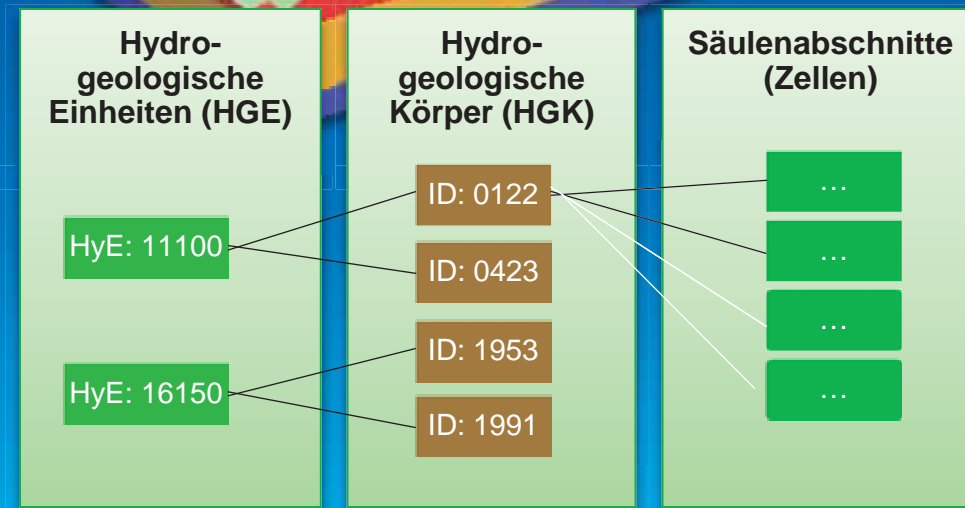 Hydro-
geologische
Einheiten (HGE)
HyE: 11100
HyE: 16150
Hydro-
geologische
Körper (HGK)
ID: 0122
ID: 0423
ID: 1953
ID: 1991
Säulenabschnitte
(Zellen)
…
…
…
…